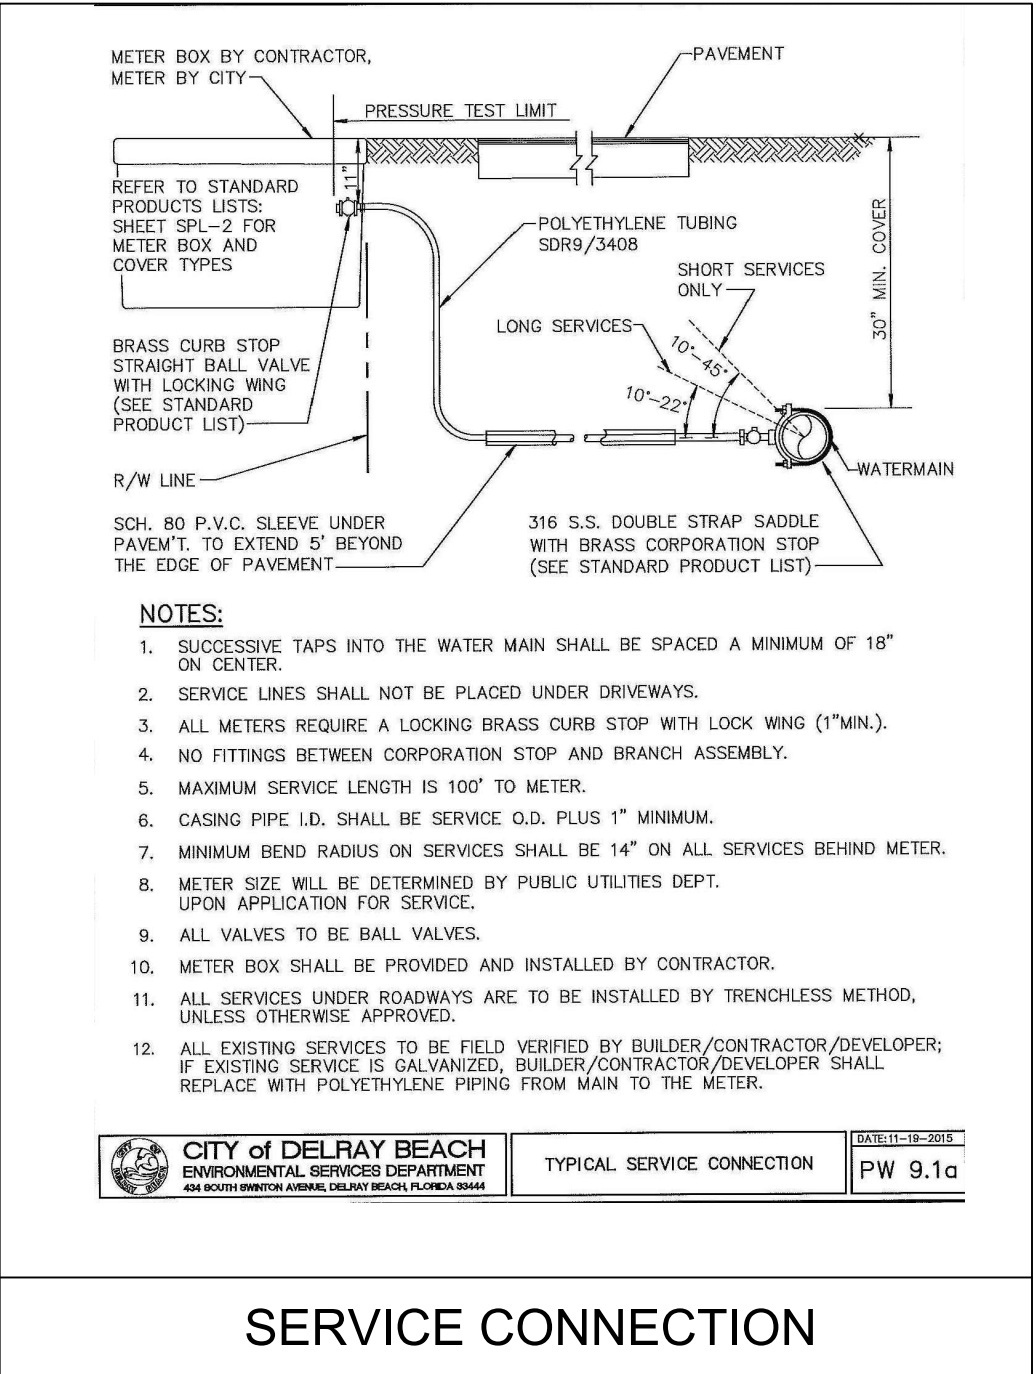 METER BOX BY CONTRACTOR,
METER BY CITY
PAVEMENT
PRESSURE TEST LIMIT
11"
REFER TO STANDARD
PRODUCTS LISTS:
SHEET SPL-2 FOR
METER BOX AND
COVER TYPES
POLYETHYLENE TUBING
SDR9/3408
30" MIN. COVER
SHORT SERVICES
ONLY
LONG SERVICES
10°-45°
10°-22°
BRASS CURB STOP
STRAIGHT BALL VALVE
WITH LOCKING WING
(SEE STANDARD
PRODUCT LIST)
WATERMAIN
R/W LINE
SCH. 80 P.V.C. SLEEVE UNDER
PAVEM'T. TO EXTEND 5' BEYOND
THE EDGE OF PAVEMENT
316 S.S. DOUBLE STRAP SADDLE
WITH BRASS CORPORATION STOP
(SEE STANDARD PRODUCT LIST)
NOTES:
1. SUCCESSIVE TAPS INTO THE WATER MAIN SHALL BE SPACED A MINIMUM OF 18"
ON CENTER.
2. SERVICE LINES SHALL NOT BE PLACED UNDER DRIVEWAYS.
3. ALL METERS REQUIRE A LOCKING BRASS CURB STOP WITH LOCK WING (1"MIN.).
4. NO FITTINGS BETWEEN CORPORATION STOP AND BRANCH ASSEMBLY.
5. MAXIMUM SERVICE LENGTH IS 100' TO METER.
6. CASING PIPE I.D. SHALL BE SERVICE O.D. PLUS 1" MINIMUM.
7. MINIMUM BEND RADIUS ON SERVICES SHALL BE 14" ON ALL SERVICES BEHIND METER.
8. METER SIZE WILL BE DETERMINED BY PUBLIC UTILITIES DEPT.
UPON APPLICATION FOR SERVICE.
9. ALL VALVES TO BE BALL VALVES.
10. METER BOX SHALL BE PROVIDED AND INSTALLED BY CONTRACTOR.
11. ALL SERVICES UNDER ROADWAYS ARE TO BE INSTALLED BY TRENCHLESS METHOD,
UNLESS OTHERWISE APPROVED.
12. ALL EXISTING SERVICES TO BE FIELD VERIFIED BY BUILDER/CONTRACTOR/DEVELOPER;
IF EXISTING SERVICE IS GALVANIZED, BUILDER/CONTRACTOR/DEVELOPER SHALL
REPLACE WITH POLYETHYLENE PIPING FROM MAIN TO THE METER.
CITY OF
DELRAY BEACH
CITY of DELRAY BEACH
ENVIRONMENTAL SERVICES DEPARTMENT
434 SOUTH SWINTON AVENUE, DELRAY BEACH, FLORIDA 33444
TYPICAL SERVICE CONNECTION
DATE:11-19-2015
PW 9.1a
SERVICE CONNECTION